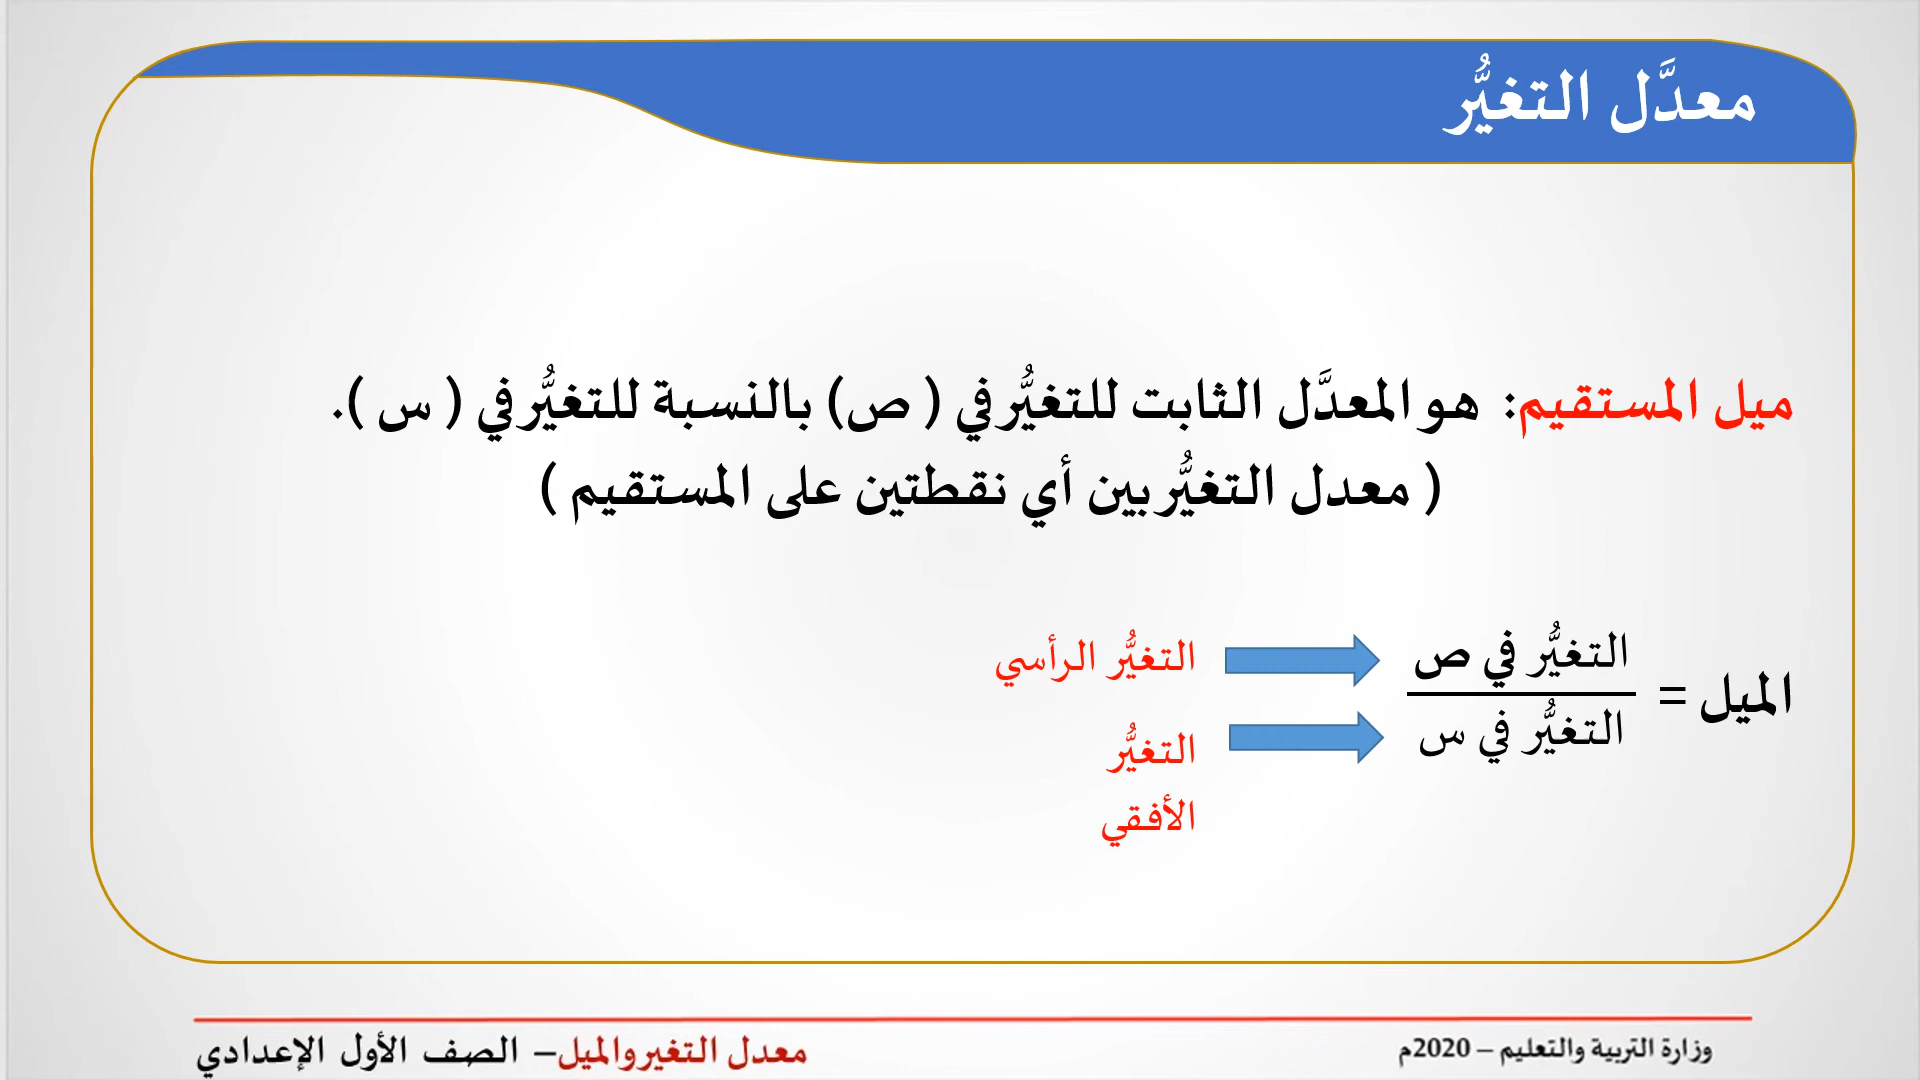 معدَّل التغيُّر
ميل المستقيم: هو المعدَّل الثابت للتغيُّر في ( ص) بالنسبة للتغيُّر في ( س ).
( معدل التغيُّر بين أي نقطتين على المستقيم )
الميل =
التغيُّر في ص
التغيُّر الرأسي
التغيُّر في س
التغيُّر
الأفقي
وزارة التربية والتعليم – 2020م
معدل التغير والميل– الصف الأول الإعدادي